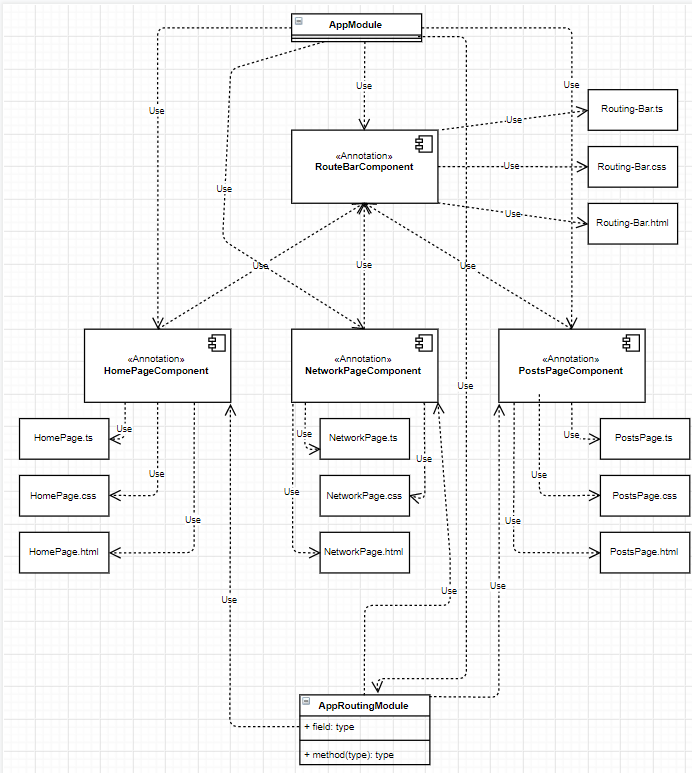 AppModule
Use
Use
Use
Use
Use
Use
«Annotation»
RouteBarComponent
Use
Routing-Bar.ts
Use
Routing-Bar.css
Use
Routing-Bar.html
Use
Use
Use
«Annotation»
HomePageComponent
«Annotation»
NetworkPageComponent
«Annotation»
PostsPageComponent
HomePage.ts
Use
HomePage.css
Use
HomePage.html
Use
Use
NetworkPage.ts
Use
NetworkPage.css
Use
NetworkPage.html
Use
PostsPage.ts
Use
PostsPage.css
Use
PostsPage.html
Use
Use
Use
AppRoutingModule
+ field: type
+ method(type): type